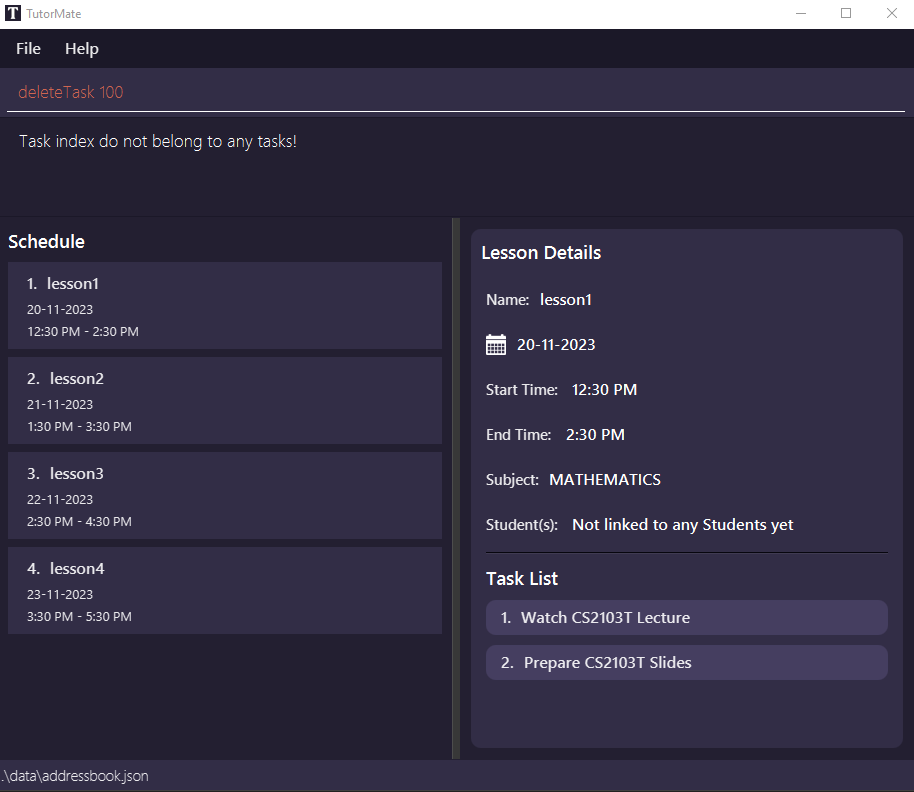 TutorMate
File Help
deleteTask 100
Task index do not belong to any tasks!
Schedule
1. lesson1
20-11-2023
12:30 PM - 2:30 PM
2. lesson2
21-11-2023
1:30 PM - 3:30 PM
3. lesson3
22-11-2023
2:30 PM - 4:30 PM
4. lesson4
23-11-2023
3:30 PM - 5:30 PM
Lesson Details
Name: lesson1
20-11-2023
Start Time: 12:30 PM
End Time: 2:30 PM
Subject: MATHEMATICS
Student(s): Not linked to any Students yet
Task List
1. Watch CS2103T Lecture
2. Prepare CS2103T Slides
.\data\addressbook.json